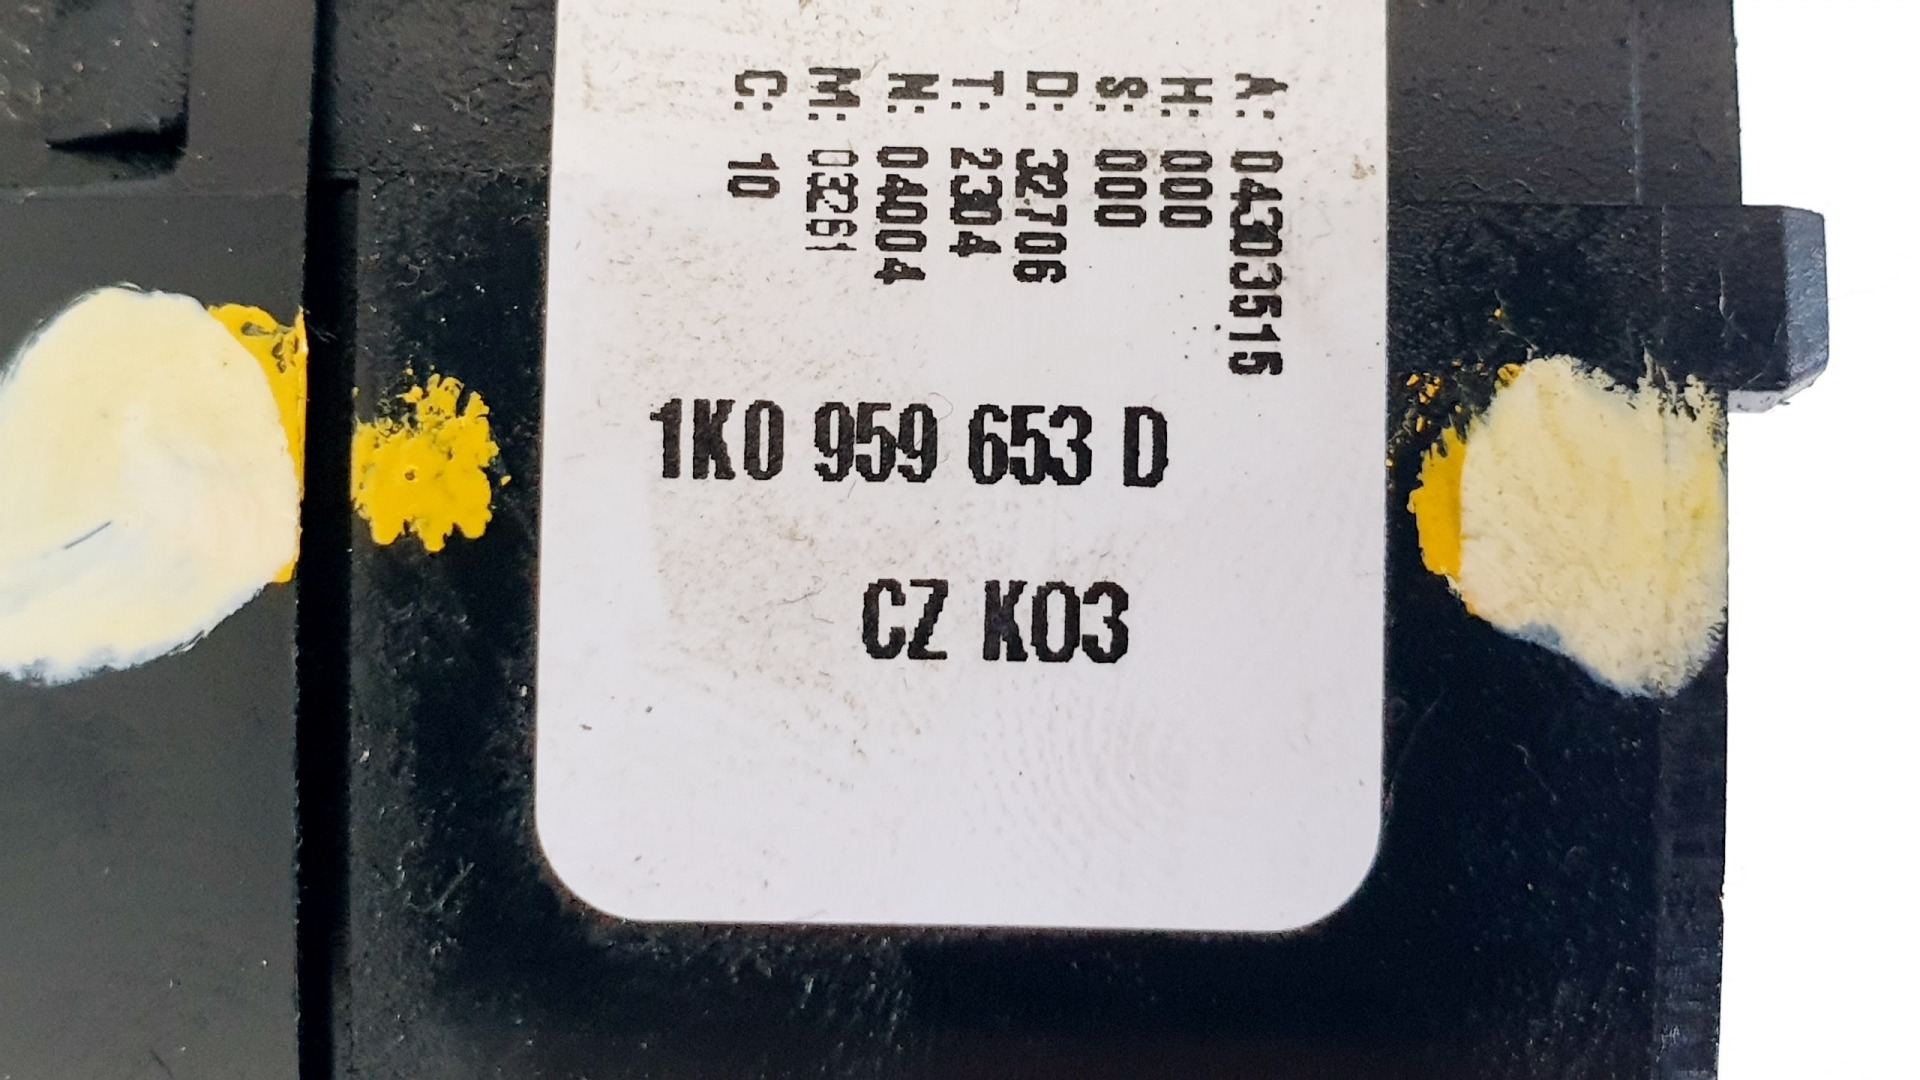 A: 04303515
H: 000
S: 000
D: 32706
T: 2304
N: 04004
M: 03261
C: 10
1K0 959 653 D
CZ K03